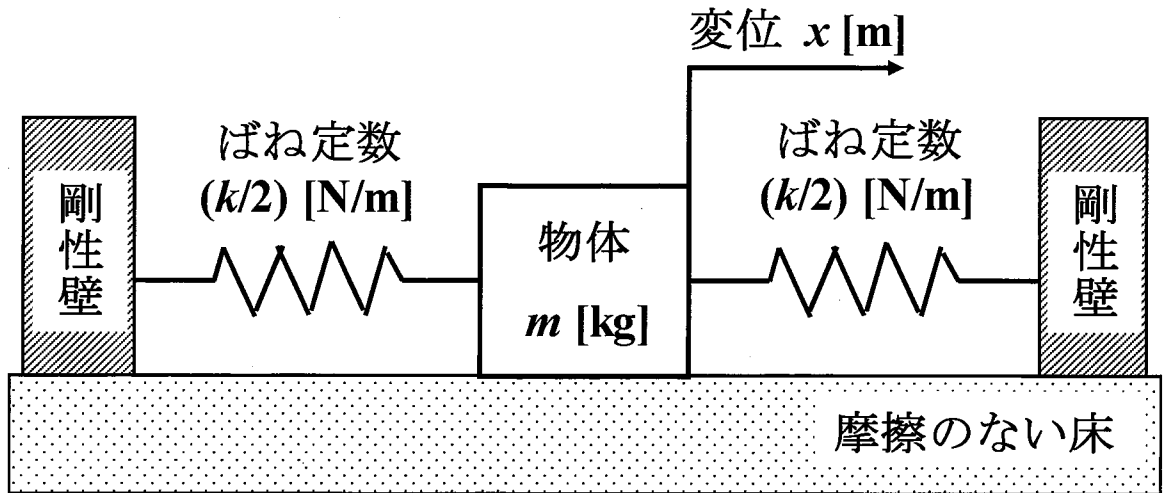 変位 x [m]
ばね定数
(k/2) [N/m]
ばね定数
(k/2) [N/m]
剛性壁
物体
m [kg]
剛性壁
摩擦のない床